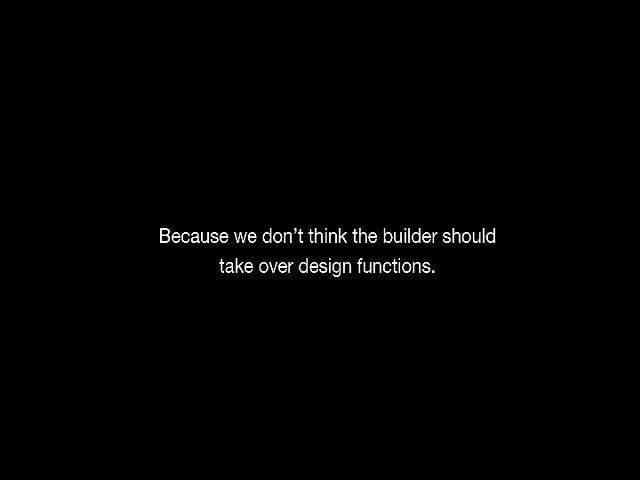 Because we don’t think the builder should
take over design functions.